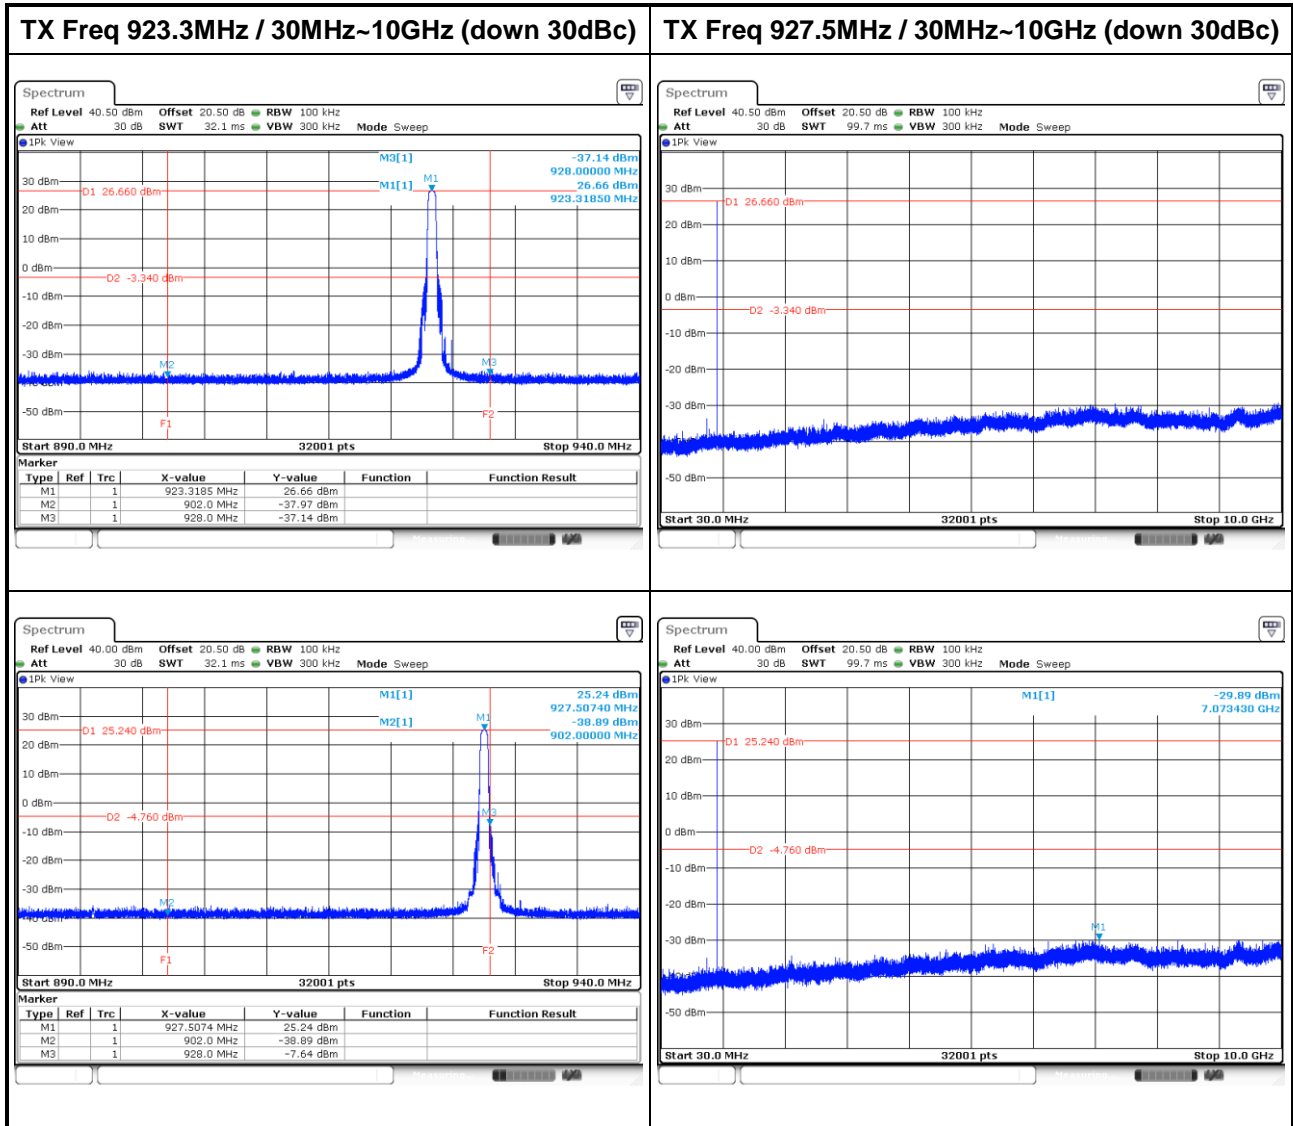 TX Freq 923.3MHz / 30MHz~10GHz (down 30dBc)
TX Freq 927.5MHz / 30MHz~10GHz (down 30dBc)
Spectrum
Ref Level 40.50 dBm Offset 20.50 dB RBW 100 kHz
Att 30 dB SWT 32.1 ms VBW 300 kHz Mode Sweep
1Pk View
M3[1] -37.14 dBm
928.00000 MHz
M1[1] 26.66 dBm
923.31850 MHz
M1
30 dBm
D1 26.660 dBm
20 dBm
10 dBm
0 dBm
D2 -3.340 dBm
-10 dBm
-20 dBm
-30 dBm
M2
M3
-50 dBm
F1
F2
Start 890.0 MHz 32001 pts Stop 940.0 MHz
Marker
Type Ref Trc X-value Y-value Function Function Result
M1 1 923.3185 MHz 26.66 dBm
M2 1 902.0 MHz -37.97 dBm
M3 1 928.0 MHz -37.14 dBm
Measuring
Spectrum
Ref Level 40.50 dBm Offset 20.50 dB RBW 100 kHz
Att 30 dB SWT 99.7 ms VBW 300 kHz Mode Sweep
1Pk View
30 dBm
D1 26.660 dBm
20 dBm
10 dBm
0 dBm
D2 -3.340 dBm
-10 dBm
-20 dBm
-30 dBm
-50 dBm
Start 30.0 MHz 32001 pts Stop 10.0 GHz
Measuring
Spectrum
Ref Level 40.00 dBm Offset 20.50 dB RBW 100 kHz
Att 30 dB SWT 32.1 ms VBW 300 kHz Mode Sweep
1Pk View
M1[1] 25.24 dBm
927.50740 MHz
M2[1] -38.89 dBm
902.00000 MHz
M1
30 dBm
D1 25.240 dBm
20 dBm
10 dBm
0 dBm
D2 -4.760 dBm
M3
-10 dBm
-20 dBm
-30 dBm
M2
-40 dBm
-50 dBm
F1
F2
Start 890.0 MHz 32001 pts Stop 940.0 MHz
Marker
Type Ref Trc X-value Y-value Function Function Result
M1 1 927.5074 MHz 25.24 dBm
M2 1 902.0 MHz -38.89 dBm
M3 1 928.0 MHz -7.64 dBm
Spectrum
Ref Level 40.00 dBm Offset 20.50 dB RBW 100 kHz
Att 30 dB SWT 99.7 ms VBW 300 kHz Mode Sweep
1Pk View
M1[1] -29.89 dBm
7.073430 GHz
30 dBm
D1 25.240 dBm
20 dBm
10 dBm
0 dBm
D2 -4.760 dBm
-10 dBm
-20 dBm
M1
-30 dBm
-50 dBm
Start 30.0 MHz 32001 pts Stop 10.0 GHz